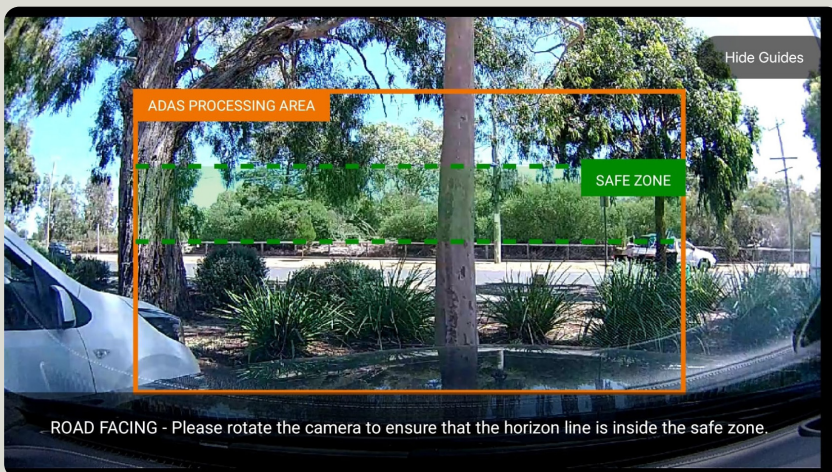 Hide Guides
ADAS PROCESSING AREA
SAFE ZONE
ROAD FACING - Please rotate the camera to ensure that the horizon line is inside the safe zone.